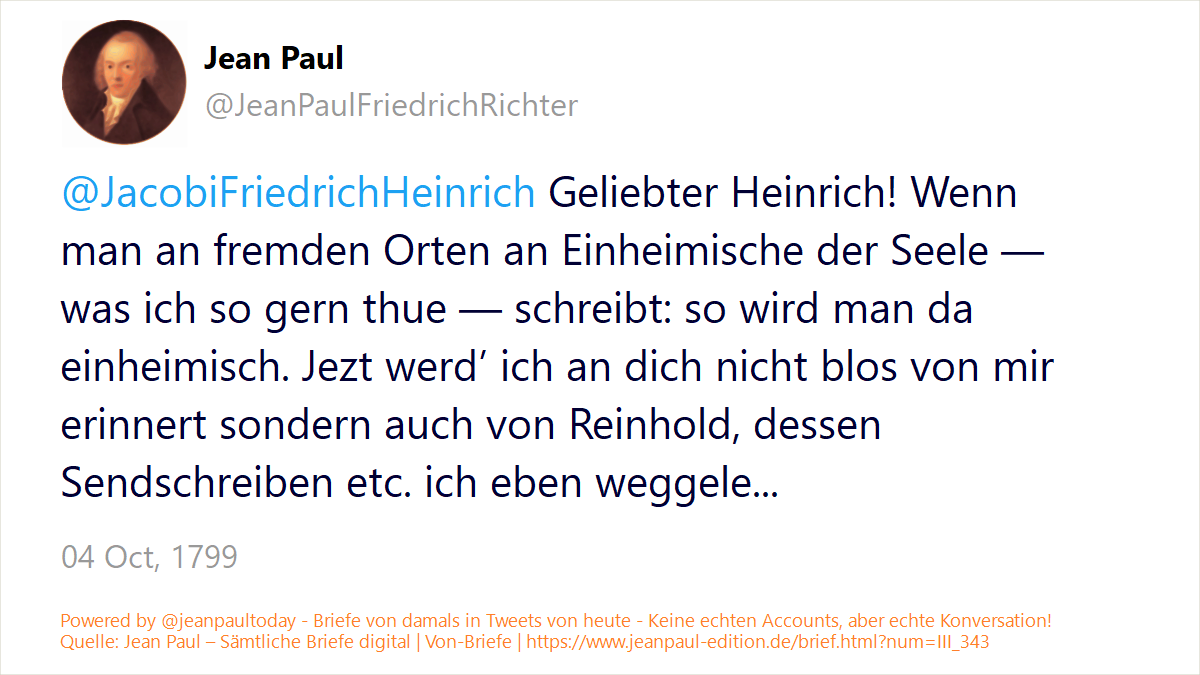 Jean Paul
@JeanPaulFriedrichRichter
@JacobiFriedrichHeinrich Geliebter Heinrich! Wenn
man an fremden Orten an Einheimische der Seele —
was ich so gern thue — schreibt: so wird man da
einheimisch. Jezt werd’ ich an dich nicht blos von mir
erinnert sondern auch von Reinhold, dessen
Sendschreiben etc. ich eben weggele...
04 Oct, 1799
Powered by @jeanpaultoday - Briefe von damals in Tweets von heute - Keine echten Accounts, aber echte Konversation!
Quelle: Jean Paul – Sämtliche Briefe digital | Von-Briefe | https://www.jeanpaul-edition.de/brief.html?num=III_343